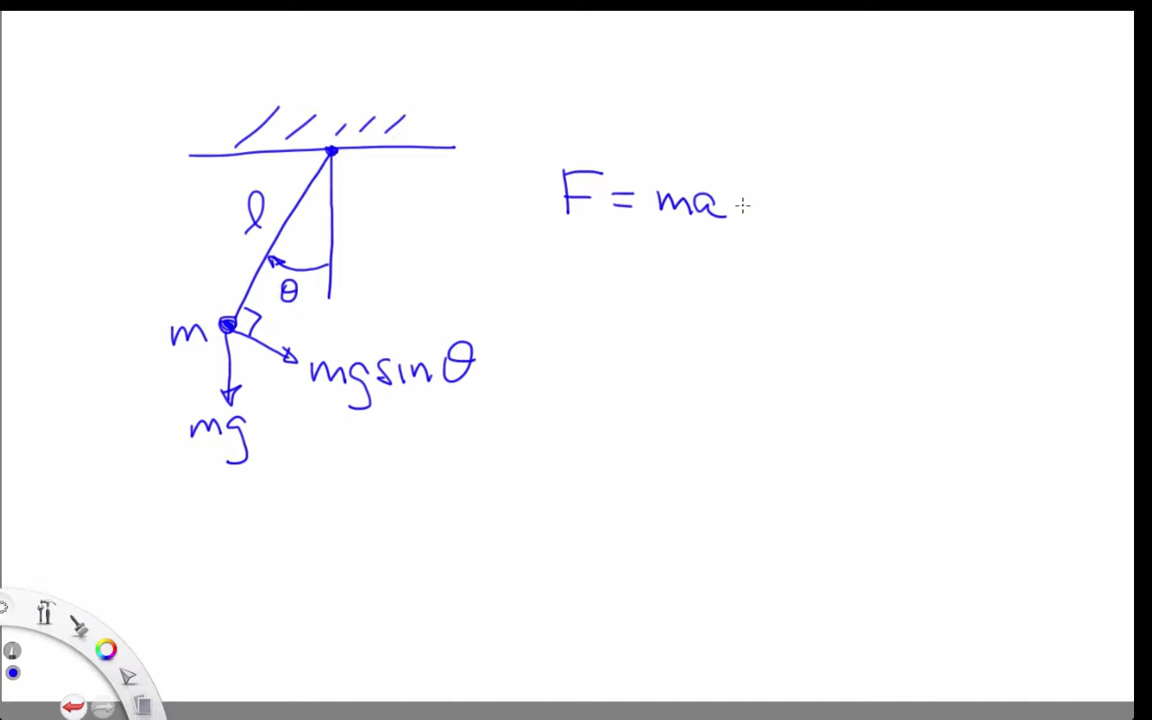 l
F = ma
θ
m
mg sin θ
mg